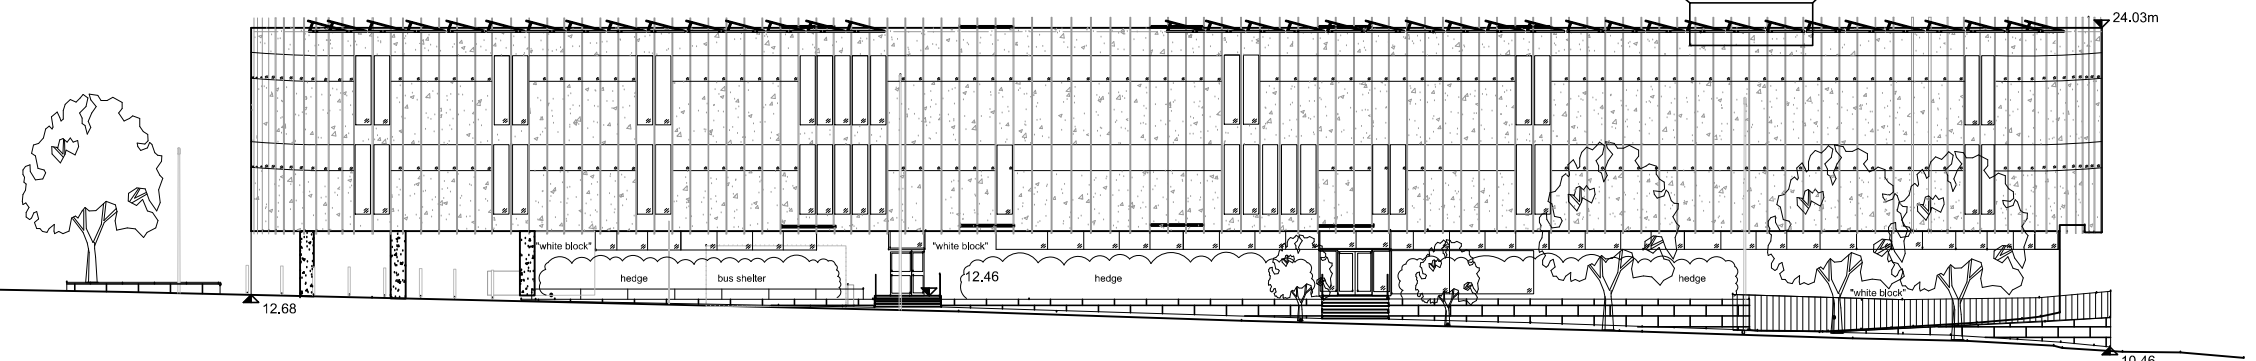 24.03m
"white block"
"white block"
hedge
bus shelter
12.46
hedge
hedge
"white block"
12.68
10.46